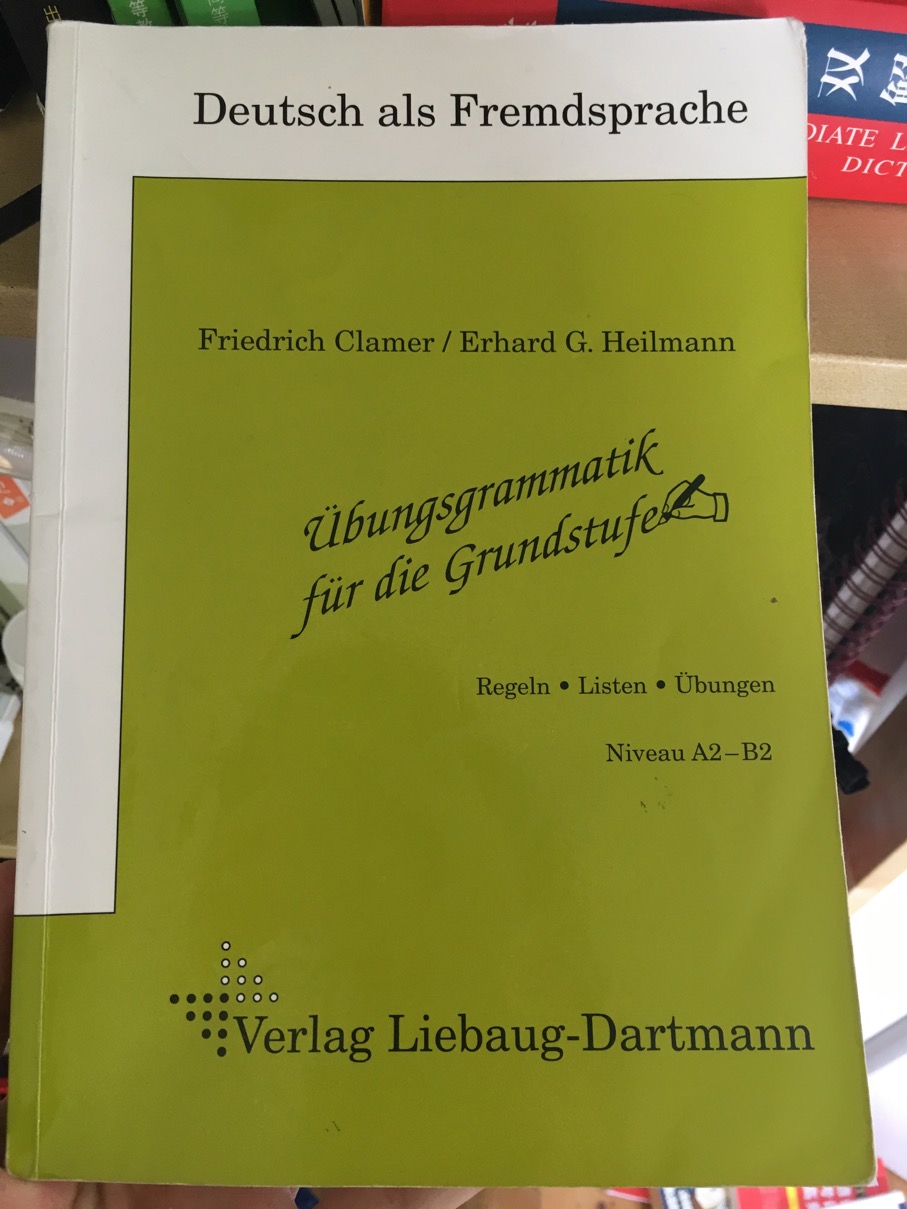 Deutsch als Fremdsprache
Friedrich Clamer / Erhard G. Heilmann
Übungsgrammatik
für die Grundstufe
Regeln • Listen • Übungen
Niveau A2–B2
Verlag Liebaug-Dartmann
双
DIATE L
DICT